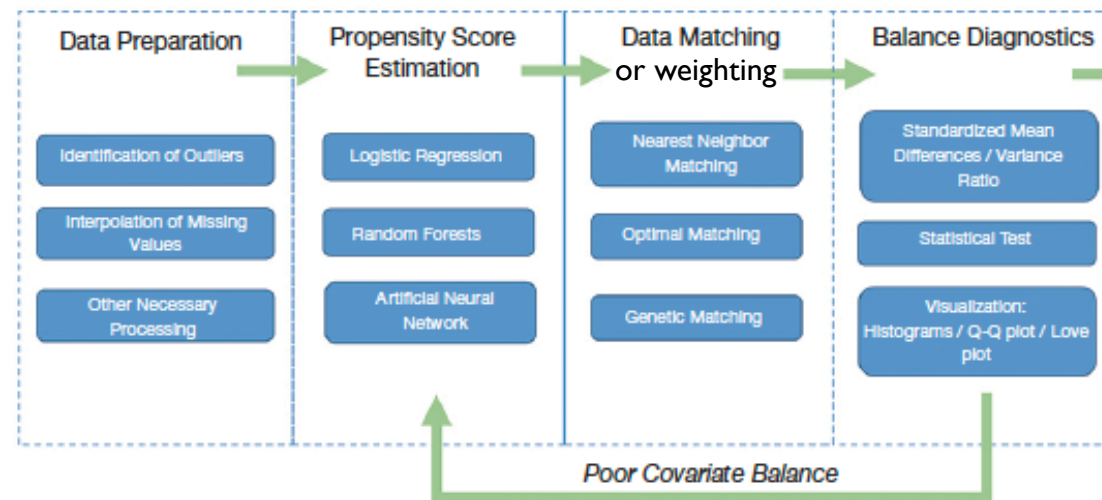 Data Preparation
Identification of Outliers
Interpolation of Missing
Values
Other Necessary
Processing
Propensity Score
Estimation
Logistic Regression
Random Forests
Artificial Neural
Network
Data Matching
or weighting
Nearest Neighbor
Matching
Optimal Matching
Genetic Matching
Balance Diagnostics
Standardized Mean
Differences / Variance
Ratio
Statistical Test
Visualization:
Histograms / Q-Q plot / Love
plot
Poor Covariate Balance